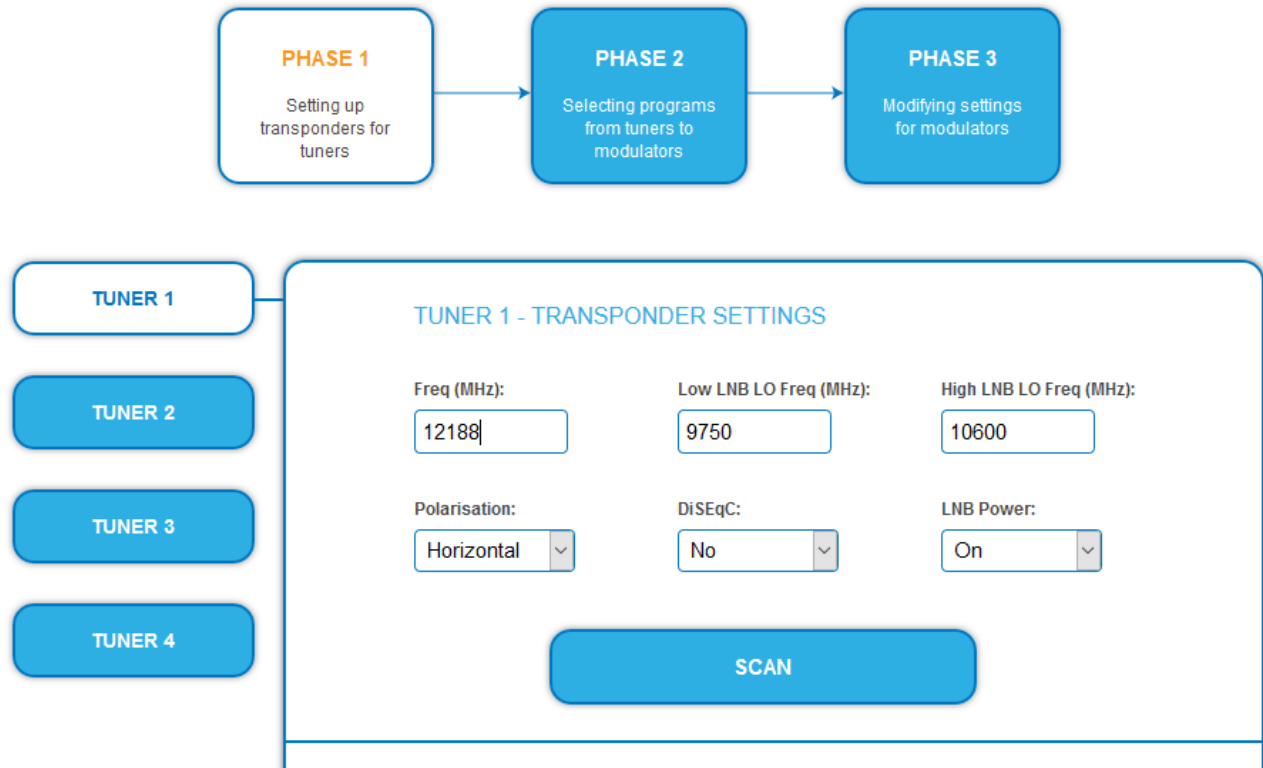 PHASE 1
Setting up
transponders for
tuners
PHASE 2
Selecting programs
from tuners to
modulators
PHASE 3
Modifying settings
for modulators
TUNER 1
TUNER 2
TUNER 3
TUNER 4
TUNER 1 - TRANSPONDER SETTINGS
Freq (MHz): Low LNB LO Freq (MHz): High LNB LO Freq (MHz):
12188 9750 10600
Polarisation: DiSEqC: LNB Power:
Horizontal No On
SCAN